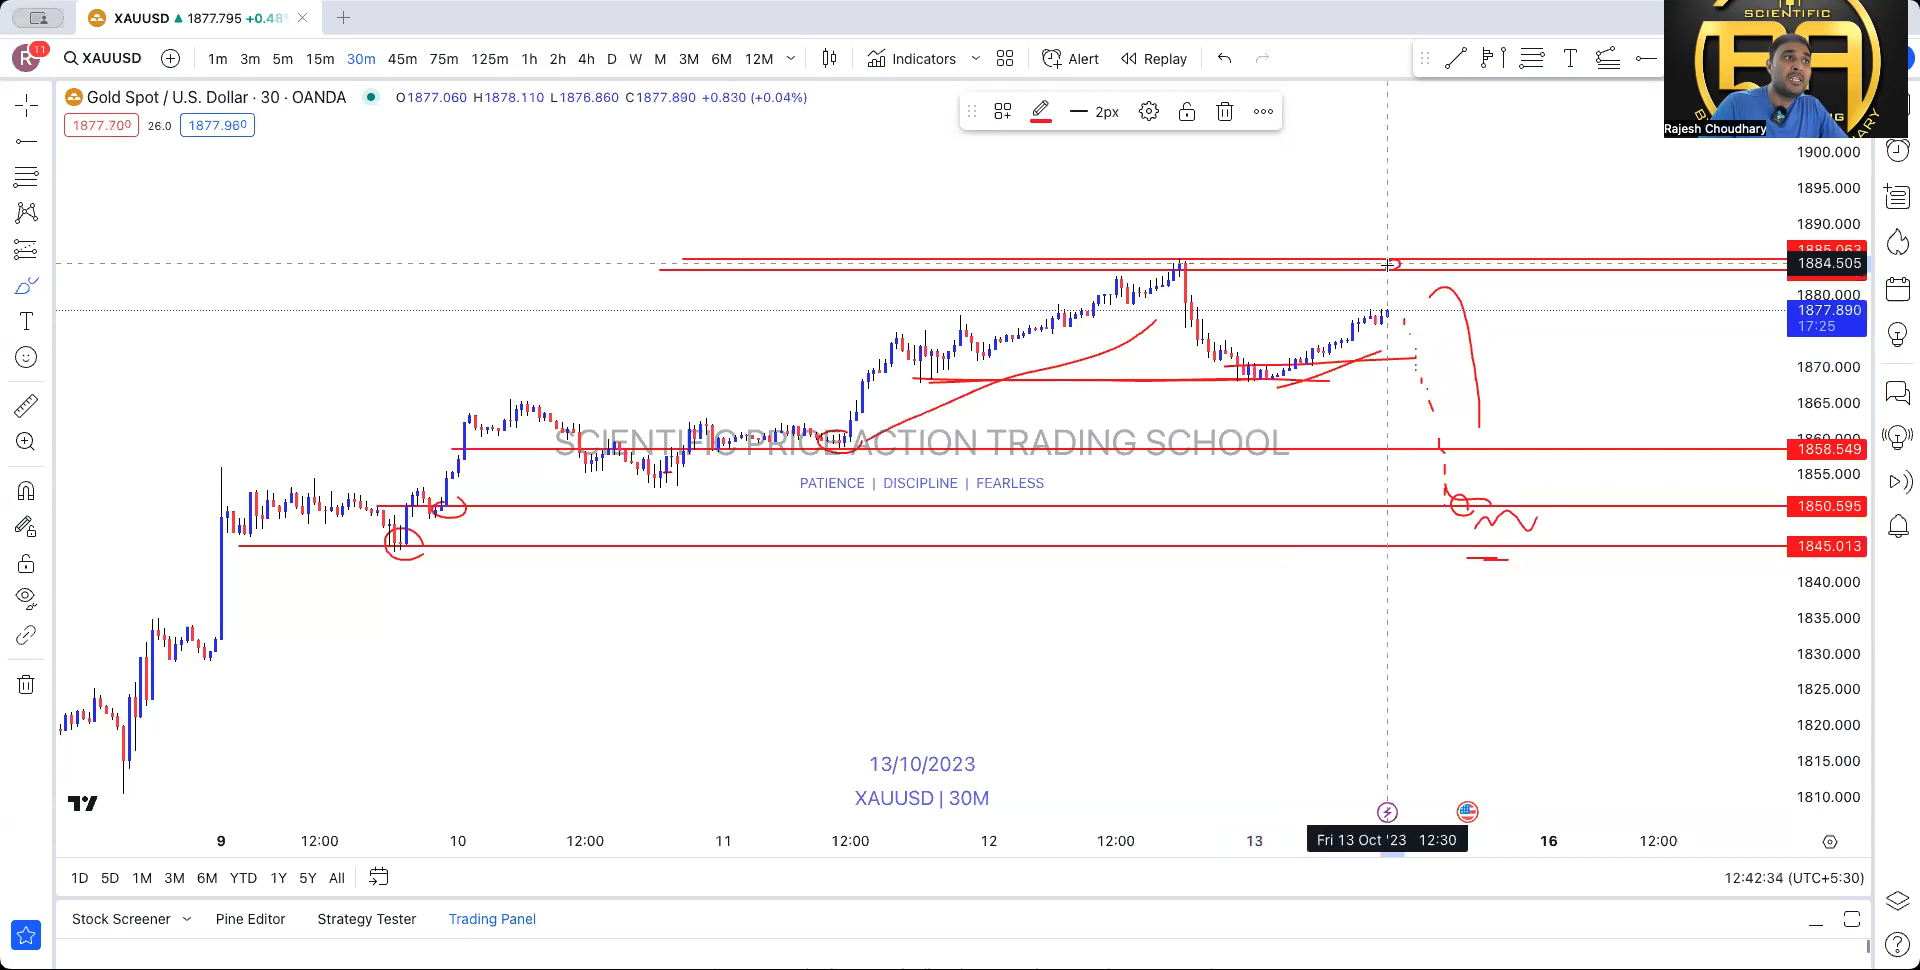 XAUUSD ▲ 1877.795 +0.48%
SCIENTIFIC
BA
R 11 XAUUSD 1m 3m 5m 15m 30m 45m 75m 125m 1h 2h 4h D W M 3M 6M 12M Indicators Alert Replay
Rajesh Choudhary
Gold Spot / U.S. Dollar · 30 · OANDA O1877.060 H1878.110 L1876.860 C1877.890 +0.830 (+0.04%)
2px
1877.700 26.0 1877.960
1900.000
1895.000
1890.000
1885.063
1884.505
1880.000
1877.890
17:25
1870.000
1865.000
1860.000
1858.549
1855.000
1850.595
1845.013
1840.000
1835.000
1830.000
1825.000
1820.000
1815.000
1810.000
SCIENTIFIC PRICE ACTION TRADING SCHOOL
PATIENCE | DISCIPLINE | FEARLESS
13/10/2023
XAUUSD | 30M
9 12:00 10 12:00 11 12:00 12 12:00 13 Fri 13 Oct '23 12:30 16 12:00
1D 5D 1M 3M 6M YTD 1Y 5Y All 12:42:34 (UTC+5:30)
Stock Screener Pine Editor Strategy Tester Trading Panel